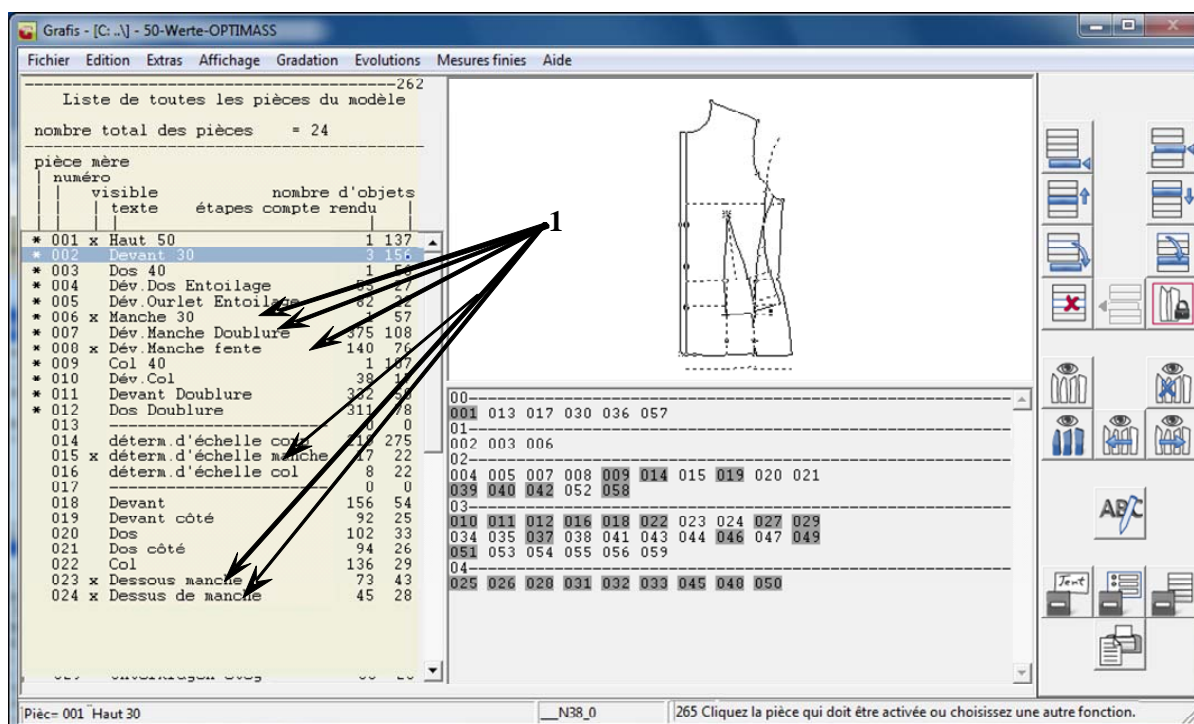 Grafis - [C: ..\] - 50-Werte-OPTIMASS
Fichier Edition Extras Affichage Gradation Evolutions Mesures finies Aide
262
Liste de toutes les pièces du modèle
nombre total des pièces = 24
pièce mère
numéro
visible nombre d'objets
texte étapes compte rendu
* 001 x Haut 50 1 137
* 002 Devant 30 3 156
* 003 Dos 40 1
* 004 Dév.Dos Entoilage 27
* 005 Dév.Ourlet Entoilage 82 22
* 006 x Manche 30 57
* 007 Dév.Manche Doublure 375 108
* 008 x Dév.Manche fente 140 76
* 009 Col 40 1
* 010 Dév.Col 38
* 011 Devant Doublure
* 012 Dos Doublure 311 78
013 ------------------------ 0 0
014 déterm.d'échelle 275
015 x déterm.d'échelle manche 17 22
016 déterm.d'échelle col 8 22
017 ------------------------ 0 0
018 Devant 156 54
019 Devant côté 92 25
020 Dos 102 33
021 Dos côté 94 26
022 Col 136 29
023 x Dessous manche 73 43
024 x Dessus de manche 45 28
1
00
001 013 017 030 036 057
01
002 003 006
02
004 005 007 008 009 014 015 019 020 021
039 040 042 052 058
03
010 011 012 016 018 022 023 024 027 029
034 035 037 038 041 043 044 046 047 049
051 053 054 055 056 059
04
025 026 028 031 032 033 045 048 050
ABC
Text
Pièc= 001 Haut 30
__N38_0
265 Cliquez la pièce qui doit être activée ou choisissez une autre fonction.